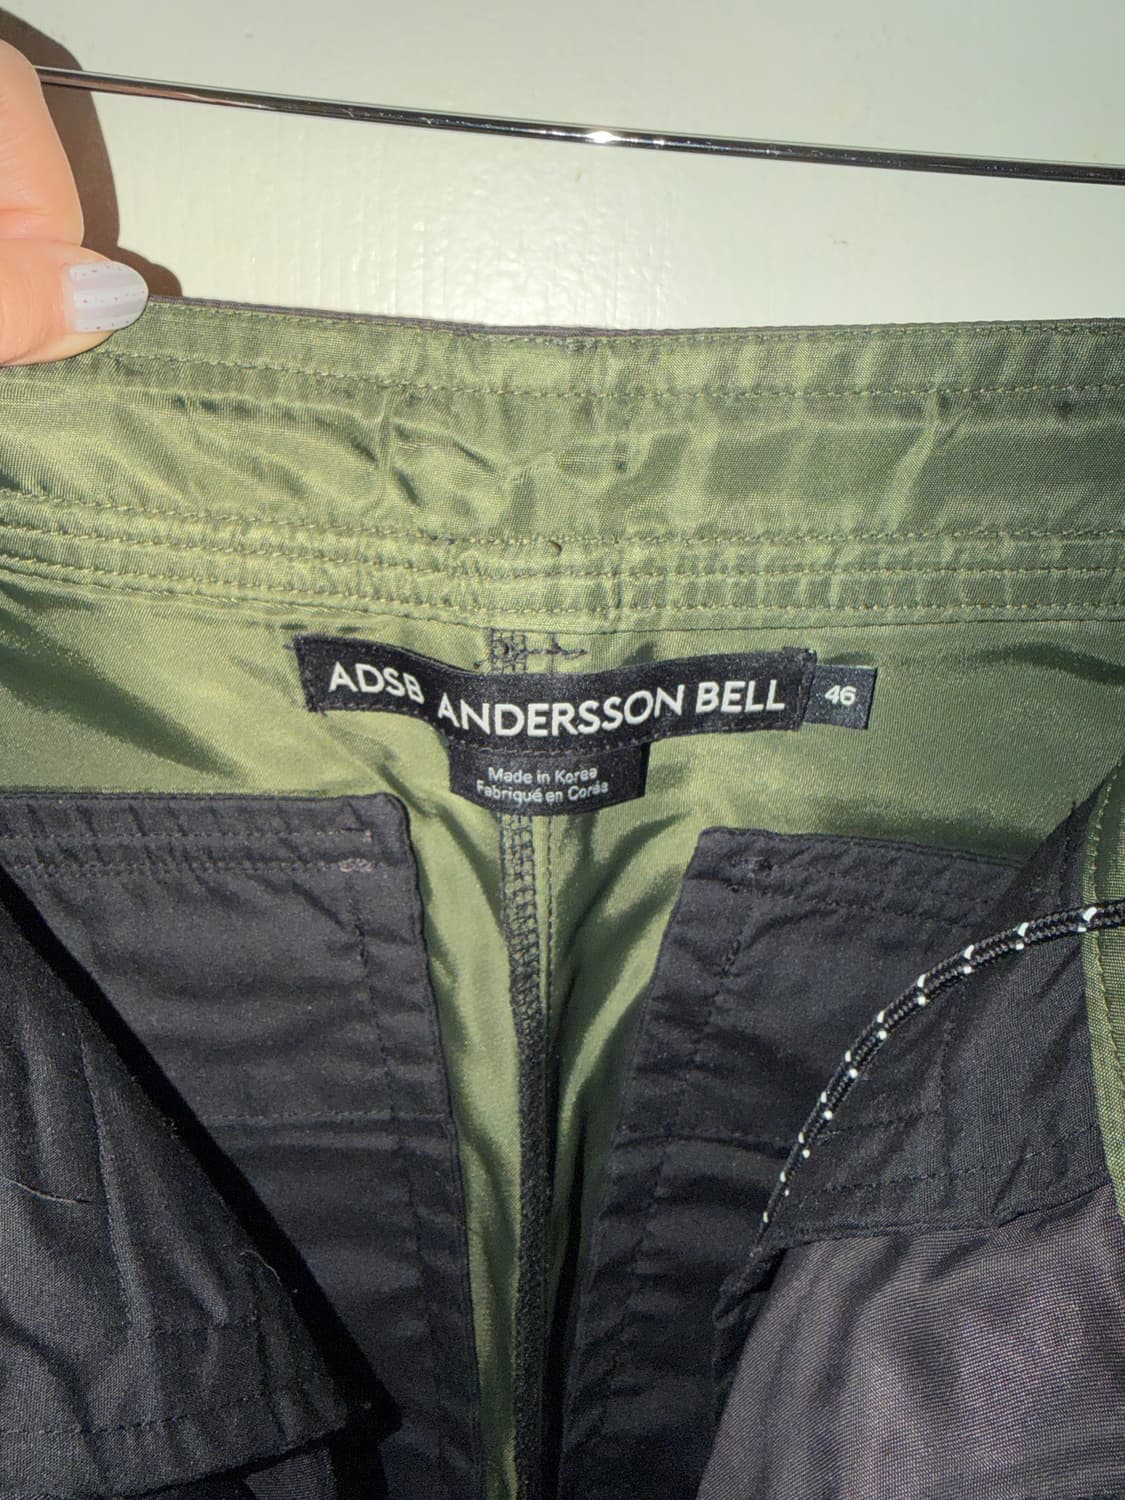 ADSB ANDERSSON BELL
46
Made in Korea
Fabriqué en Corée